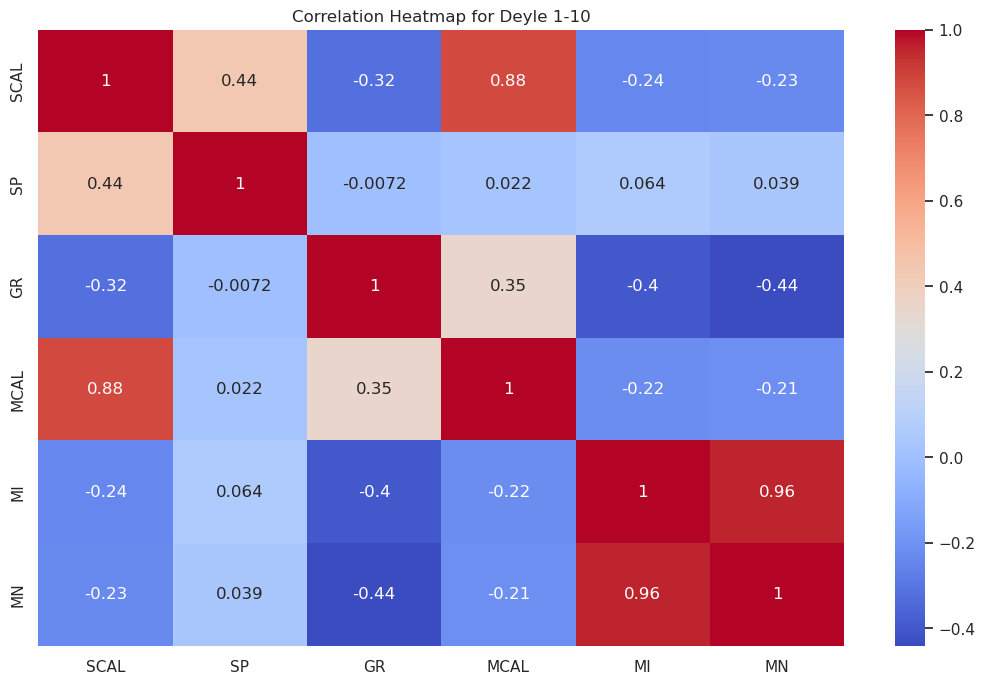 Correlation Heatmap for Deyle 1-10
SCAL 1 0.44 -0.32 0.88 -0.24 -0.23
SP 0.44 1 -0.0072 0.022 0.064 0.039
GR -0.32 -0.0072 1 0.35 -0.4 -0.44
MCAL 0.88 0.022 0.35 1 -0.22 -0.21
MI -0.24 0.064 -0.4 -0.22 1 0.96
MN -0.23 0.039 -0.44 -0.21 0.96 1
SCAL SP GR MCAL MI MN
1.0
0.8
0.6
0.4
0.2
0.0
−0.2
−0.4